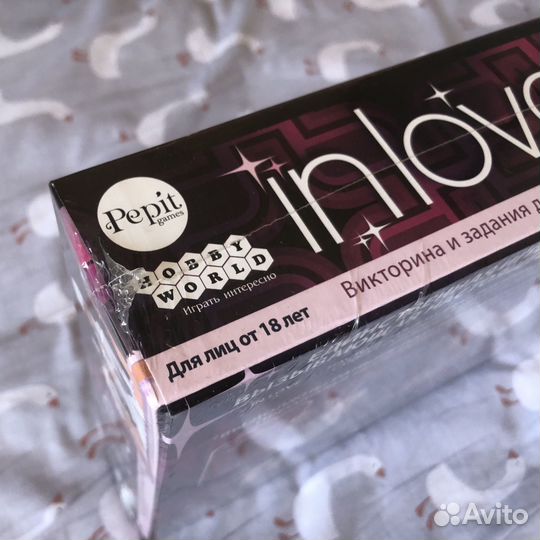 Pepit
games
HOBBY
WORLD
Играть интересно
inlove
Для лиц от 18 лет
Викторина и задания д
Avito